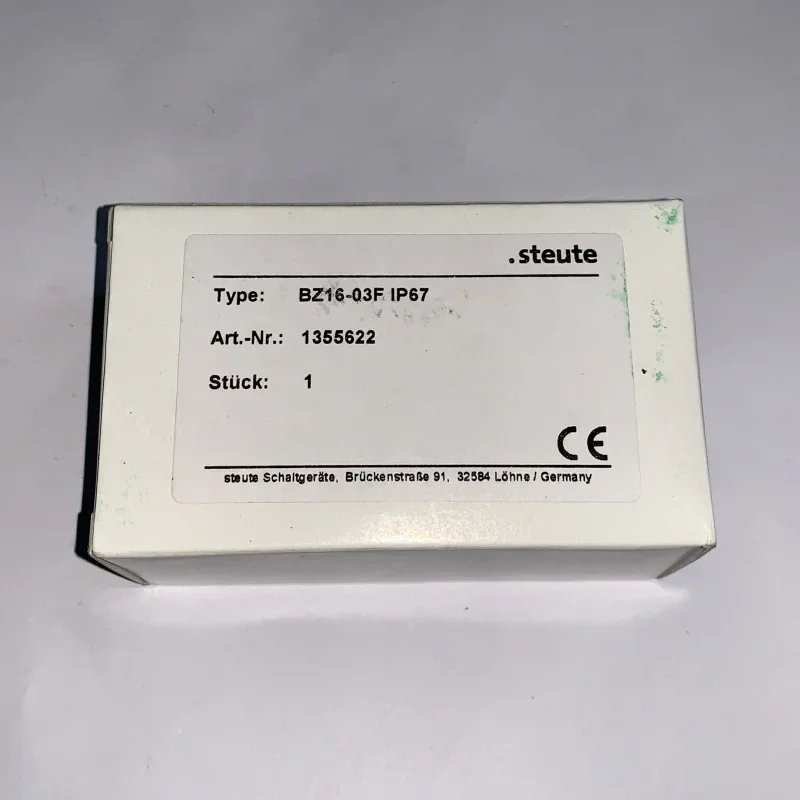 .steute
Type: BZ16-03F IP67
Art.-Nr.: 1355622
Stück: 1
CE
steute Schaltgeräte, Brückenstraße 91, 32584 Löhne / Germany